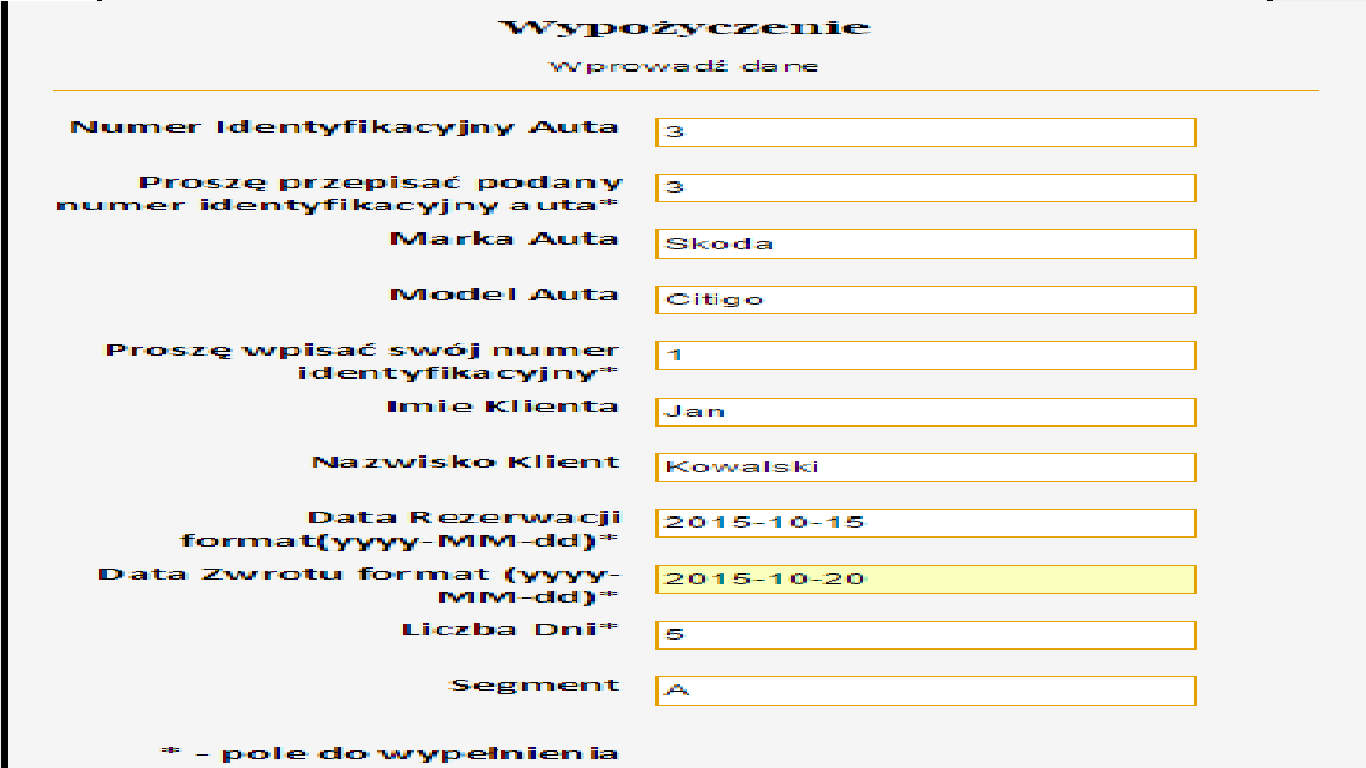 Wypożyczenie
Wprowadź dane
Numer Identyfikacyjny Auta 3
Proszę przepisać podany 3
numer identyfikacyjny auta*
Marka Auta Skoda
Model Auta Citigo
Proszę wpisać swój numer 1
identyfikacyjny*
Imie Klienta Jan
Nazwisko Klient Kowalski
Data Rezerwacji 2015-10-15
format(yyyy-MM-dd)*
Data Zwrotu format (yyyy- 2015-10-20
MM-dd)*
Liczba Dni* 5
Segment A
* - pole do wypełnienia